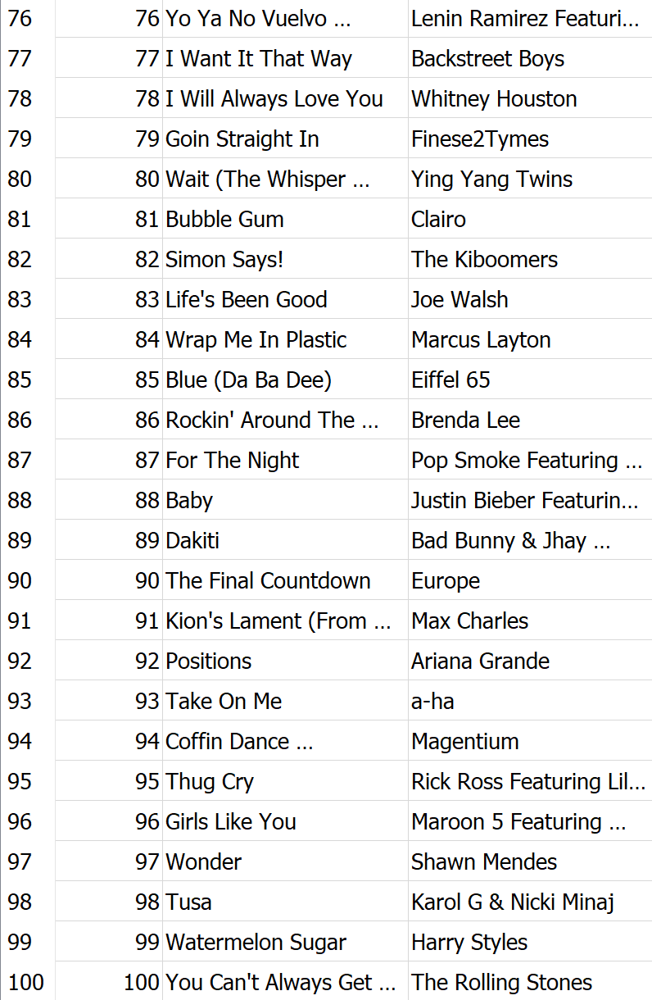 76 76 Yo Ya No Vuelvo ... Lenin Ramirez Featuri...
77 77 I Want It That Way Backstreet Boys
78 78 I Will Always Love You Whitney Houston
79 79 Goin Straight In Finese2Tymes
80 80 Wait (The Whisper ... Ying Yang Twins
81 81 Bubble Gum Clairo
82 82 Simon Says! The Kiboomers
83 83 Life's Been Good Joe Walsh
84 84 Wrap Me In Plastic Marcus Layton
85 85 Blue (Da Ba Dee) Eiffel 65
86 86 Rockin' Around The ... Brenda Lee
87 87 For The Night Pop Smoke Featuring ...
88 88 Baby Justin Bieber Featurin...
89 89 Dakiti Bad Bunny & Jhay ...
90 90 The Final Countdown Europe
91 91 Kion's Lament (From ... Max Charles
92 92 Positions Ariana Grande
93 93 Take On Me a-ha
94 94 Coffin Dance ... Magentium
95 95 Thug Cry Rick Ross Featuring Lil...
96 96 Girls Like You Maroon 5 Featuring ...
97 97 Wonder Shawn Mendes
98 98 Tusa Karol G & Nicki Minaj
99 99 Watermelon Sugar Harry Styles
100 100 You Can't Always Get ... The Rolling Stones